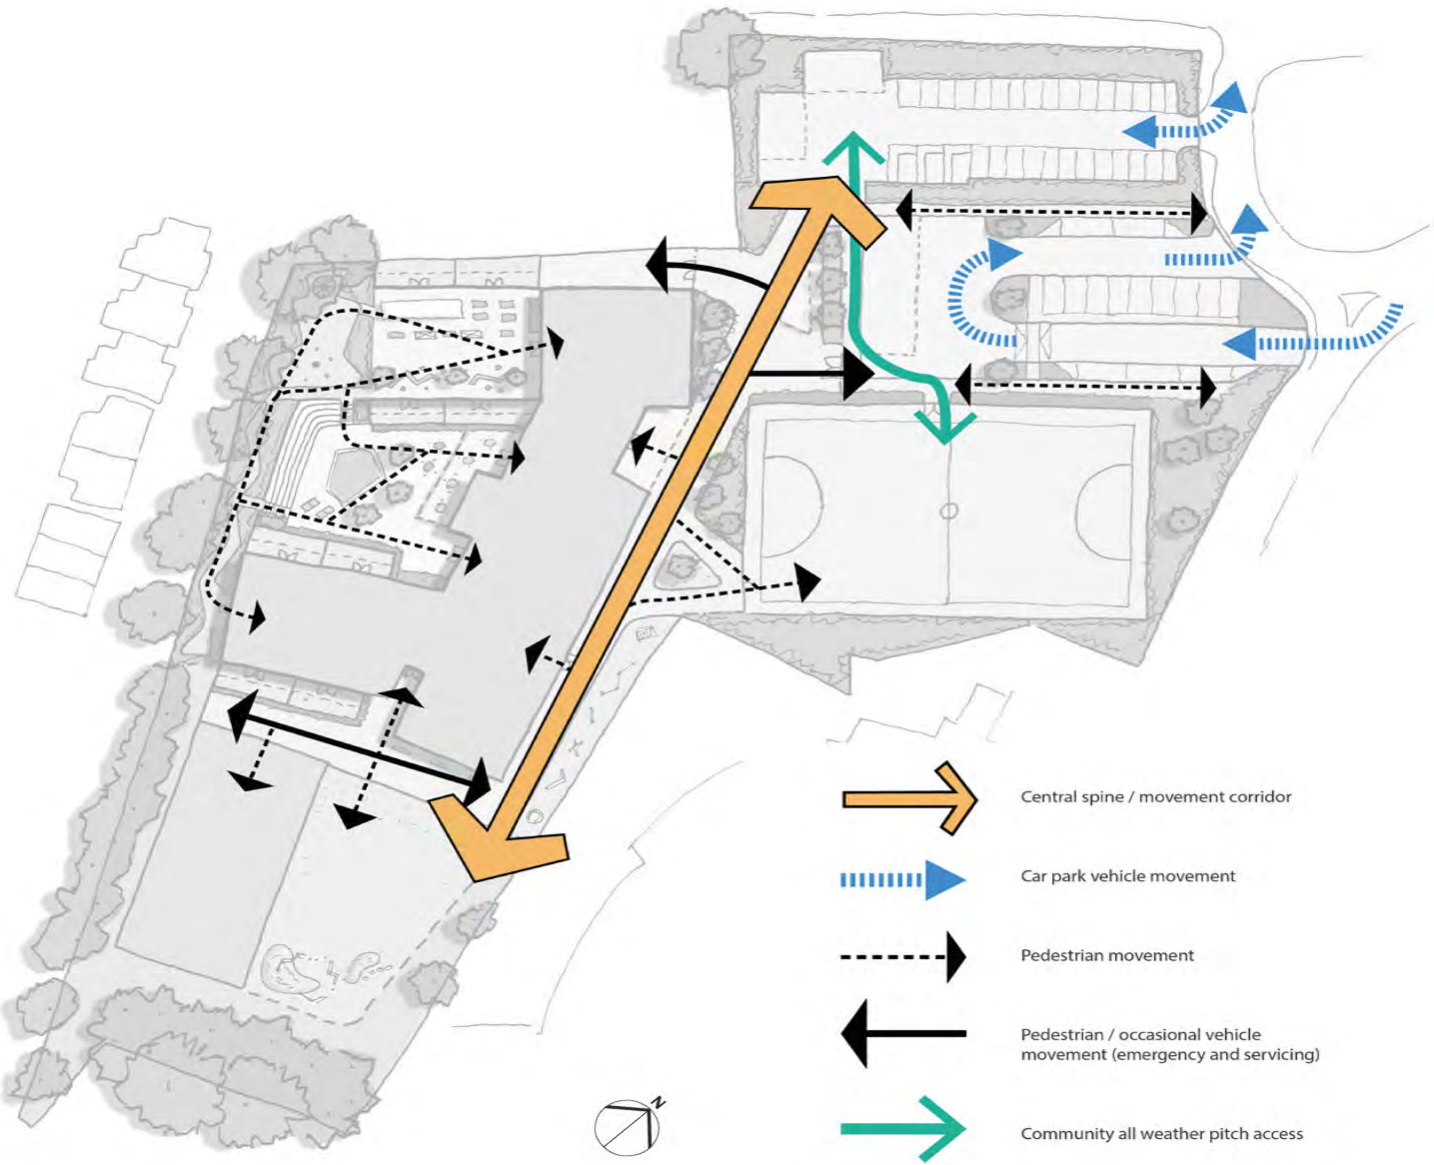 Central spine / movement corridor
Car park vehicle movement
Pedestrian movement
Pedestrian / occasional vehicle
movement (emergency and servicing)
N
Community all weather pitch access